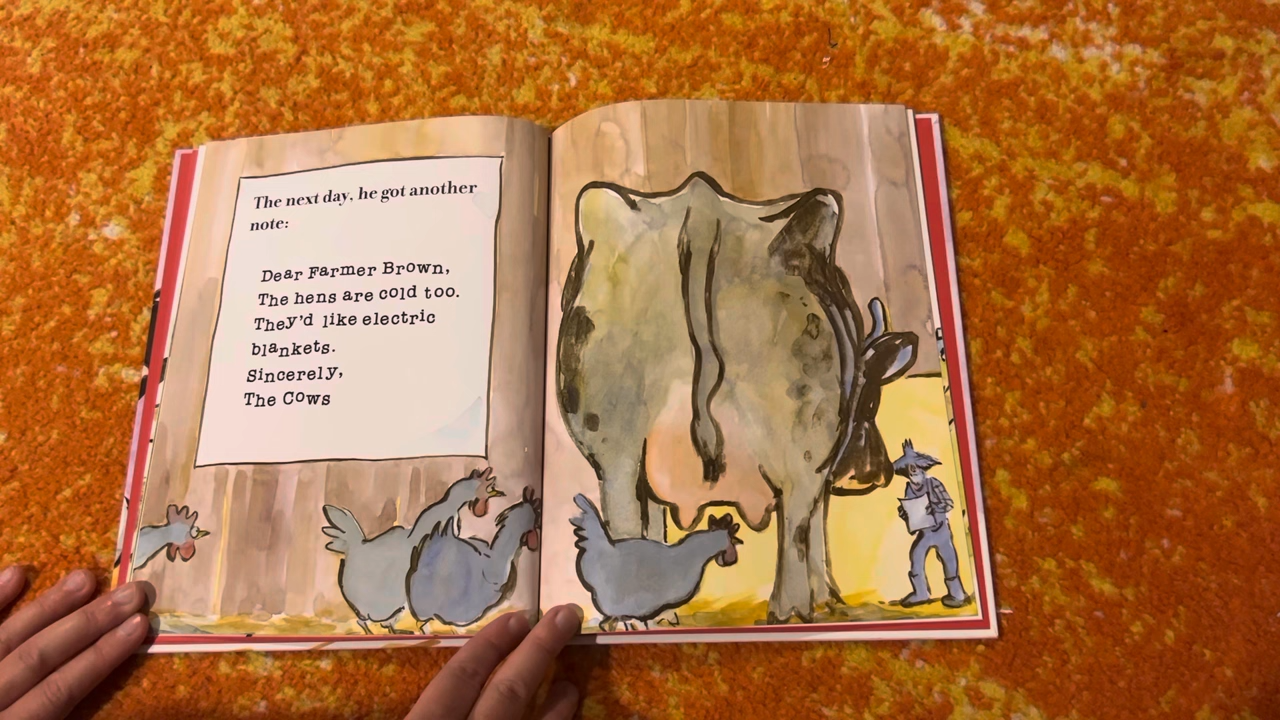 The next day, he got another
note:
Dear Farmer Brown,
The hens are cold too.
They'd like electric
blankets.
Sincerely,
The Cows